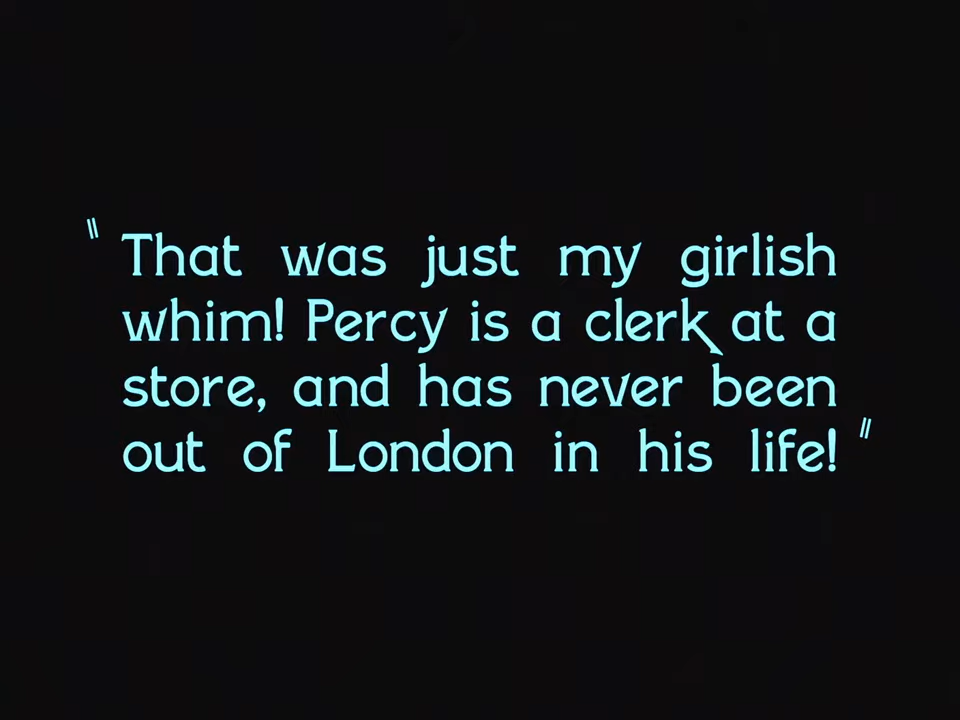 "That was just my girlish
whim! Percy is a clerk at a
store, and has never been
out of London in his life!"